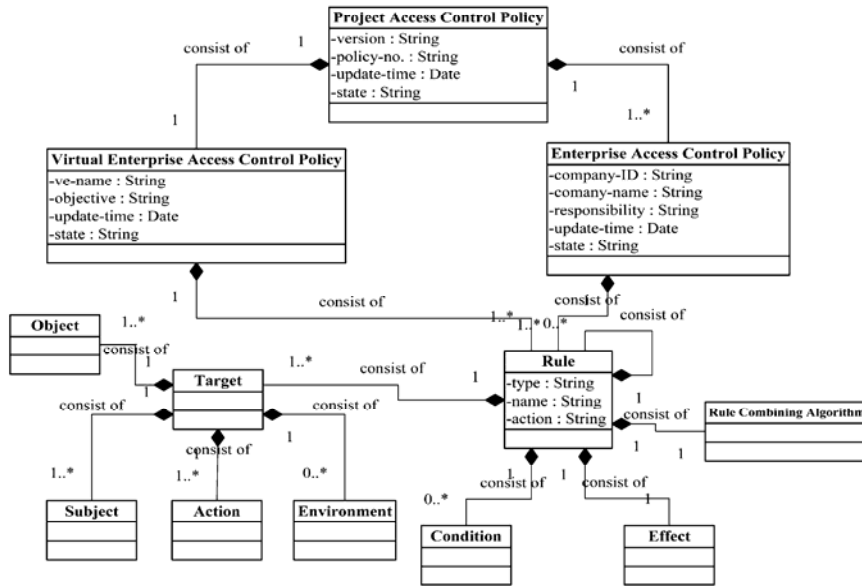 Project Access Control Policy
-version : String
-policy-no. : String
-update-time : Date
-state : String
consist of
1
1
consist of
1
1..*
Virtual Enterprise Access Control Policy
-ve-name : String
-objective : String
-update-time : Date
-state : String
Enterprise Access Control Policy
-company-ID : String
-comany-name : String
-responsibility : String
-update-time : Date
-state : String
1
consist of
1..*
1
consist of
1..*
0..*
Object
1..*
consist of
1
Target
1..*
consist of
1
Rule
-type : String
-name : String
-action : String
1
consist of
1
1
Rule Combining Algorithm
1
consist of
1..*
consist of
1
1..*
consist of
1
0..*
Subject
Action
Environment
1
consist of
0..*
1
consist of
1
Condition
Effect